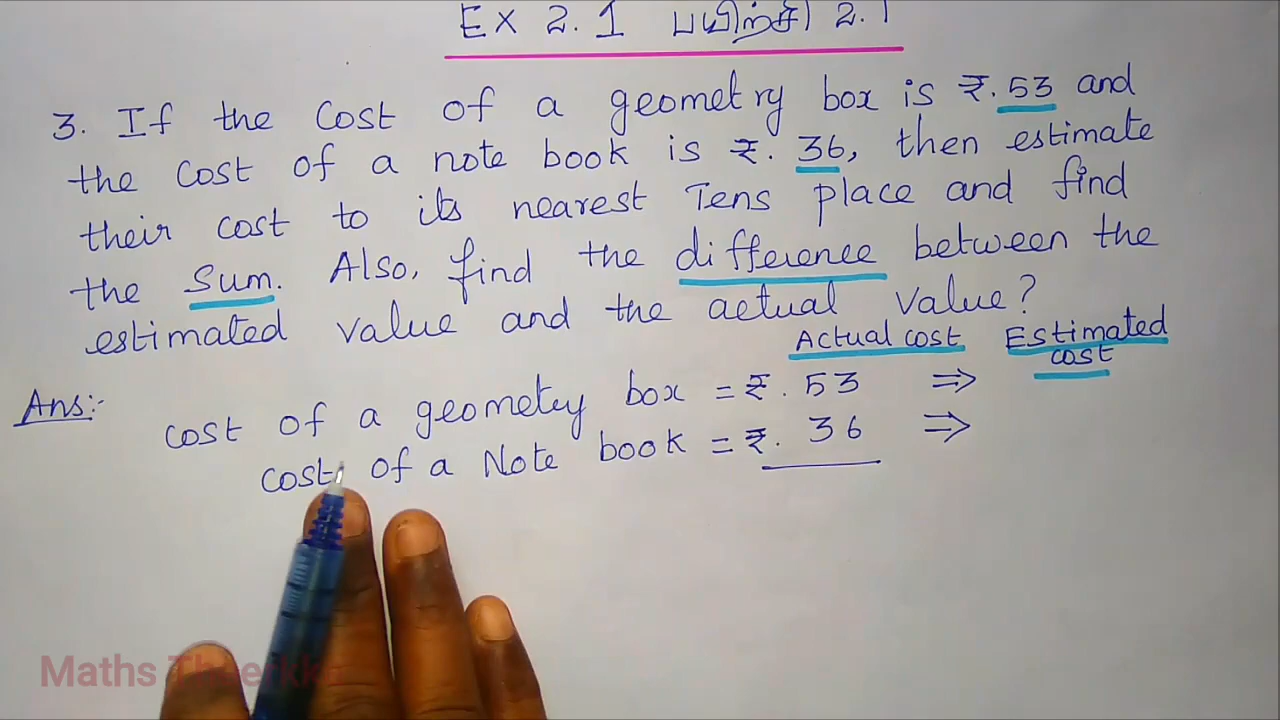 EX 2.1 பயிற்சி 2.1
3. If the cost of a geometry box is ₹.53 and
the cost of a note book is ₹. 36, then estimate
their cost to its nearest Tens place and find
the Sum. Also, find the difference between the
estimated value and the actual value?
Actual cost Estimated
cost
Ans:-
cost of a geometry box = ₹. 53 ⇒
cost of a Note book = ₹. 36 ⇒
Maths